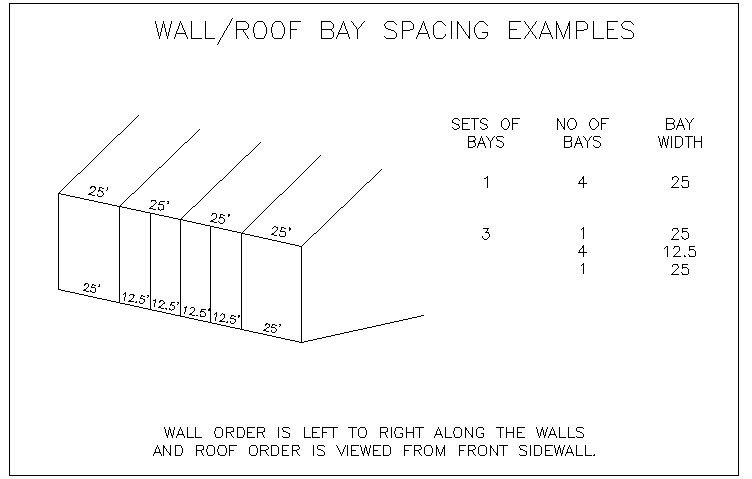 WALL/ROOF BAY SPACING EXAMPLES
SETS OF BAYS NO OF BAYS BAY WIDTH
1 4 25
3 1 25
4 12.5
1 25
25'
25'
25'
25'
25'
12.5'
12.5'
12.5'
12.5'
25'
WALL ORDER IS LEFT TO RIGHT ALONG THE WALLS
AND ROOF ORDER IS VIEWED FROM FRONT SIDEWALL.